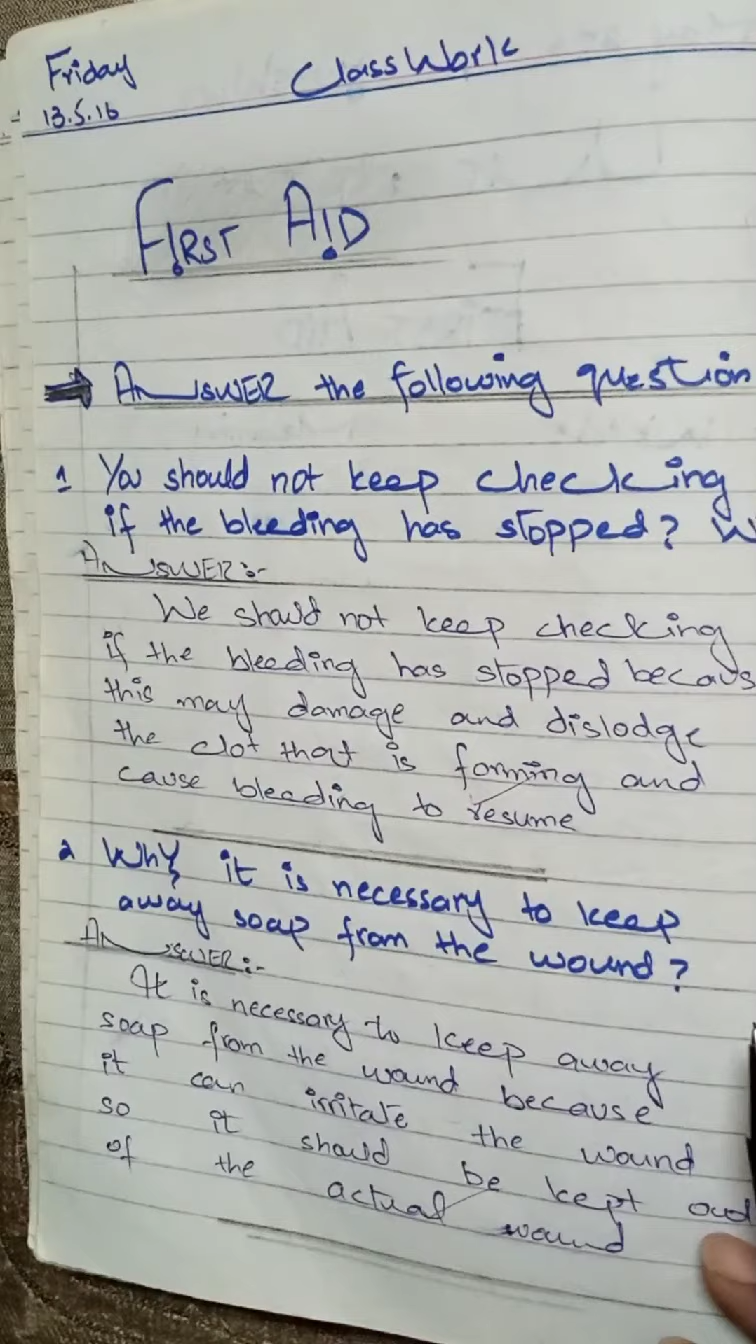 Friday ClassWork
13.5.16
FIRST AID
ANSWER the following question
1 You should not keep checking
if the bleeding has stopped? W
ANSWER:-
We should not keep checking
if the bleeding has stopped becaus
this may damage and dislodge
the clot that is forming and
cause bleeding to resume
2 Why it is necessary to keep
away soap from the wound?
ANSWER:-
It is necessary to keep away
soap from the wound because
it can irritate the wound
so it should be kept out
of the actual wound